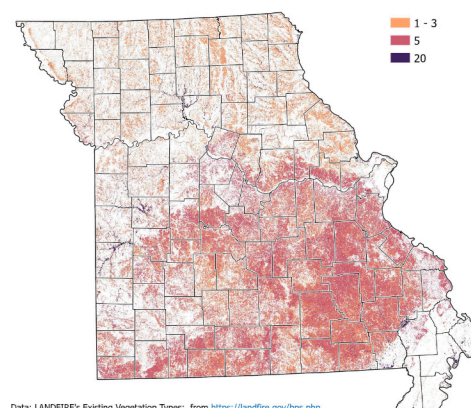 1 - 3
5
20
Data: LANDFIRE's Existing Vegetation Types: from https://landfire.gov/bps.php